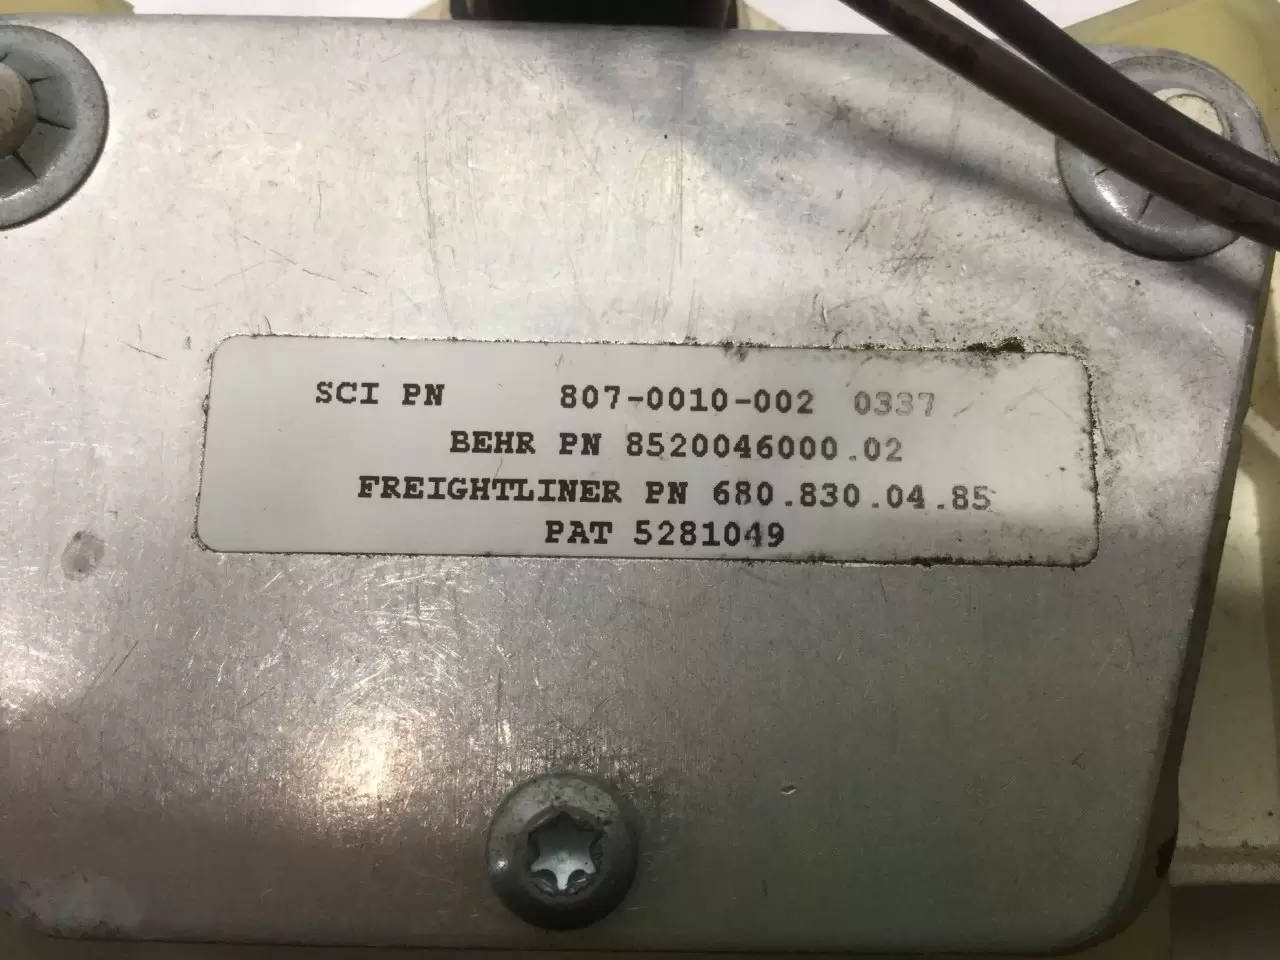 SCI PN 807-0010-002 0337
BEHR PN 8520046000.02
FREIGHTLINER PN 680.830.04.85
PAT 5281049